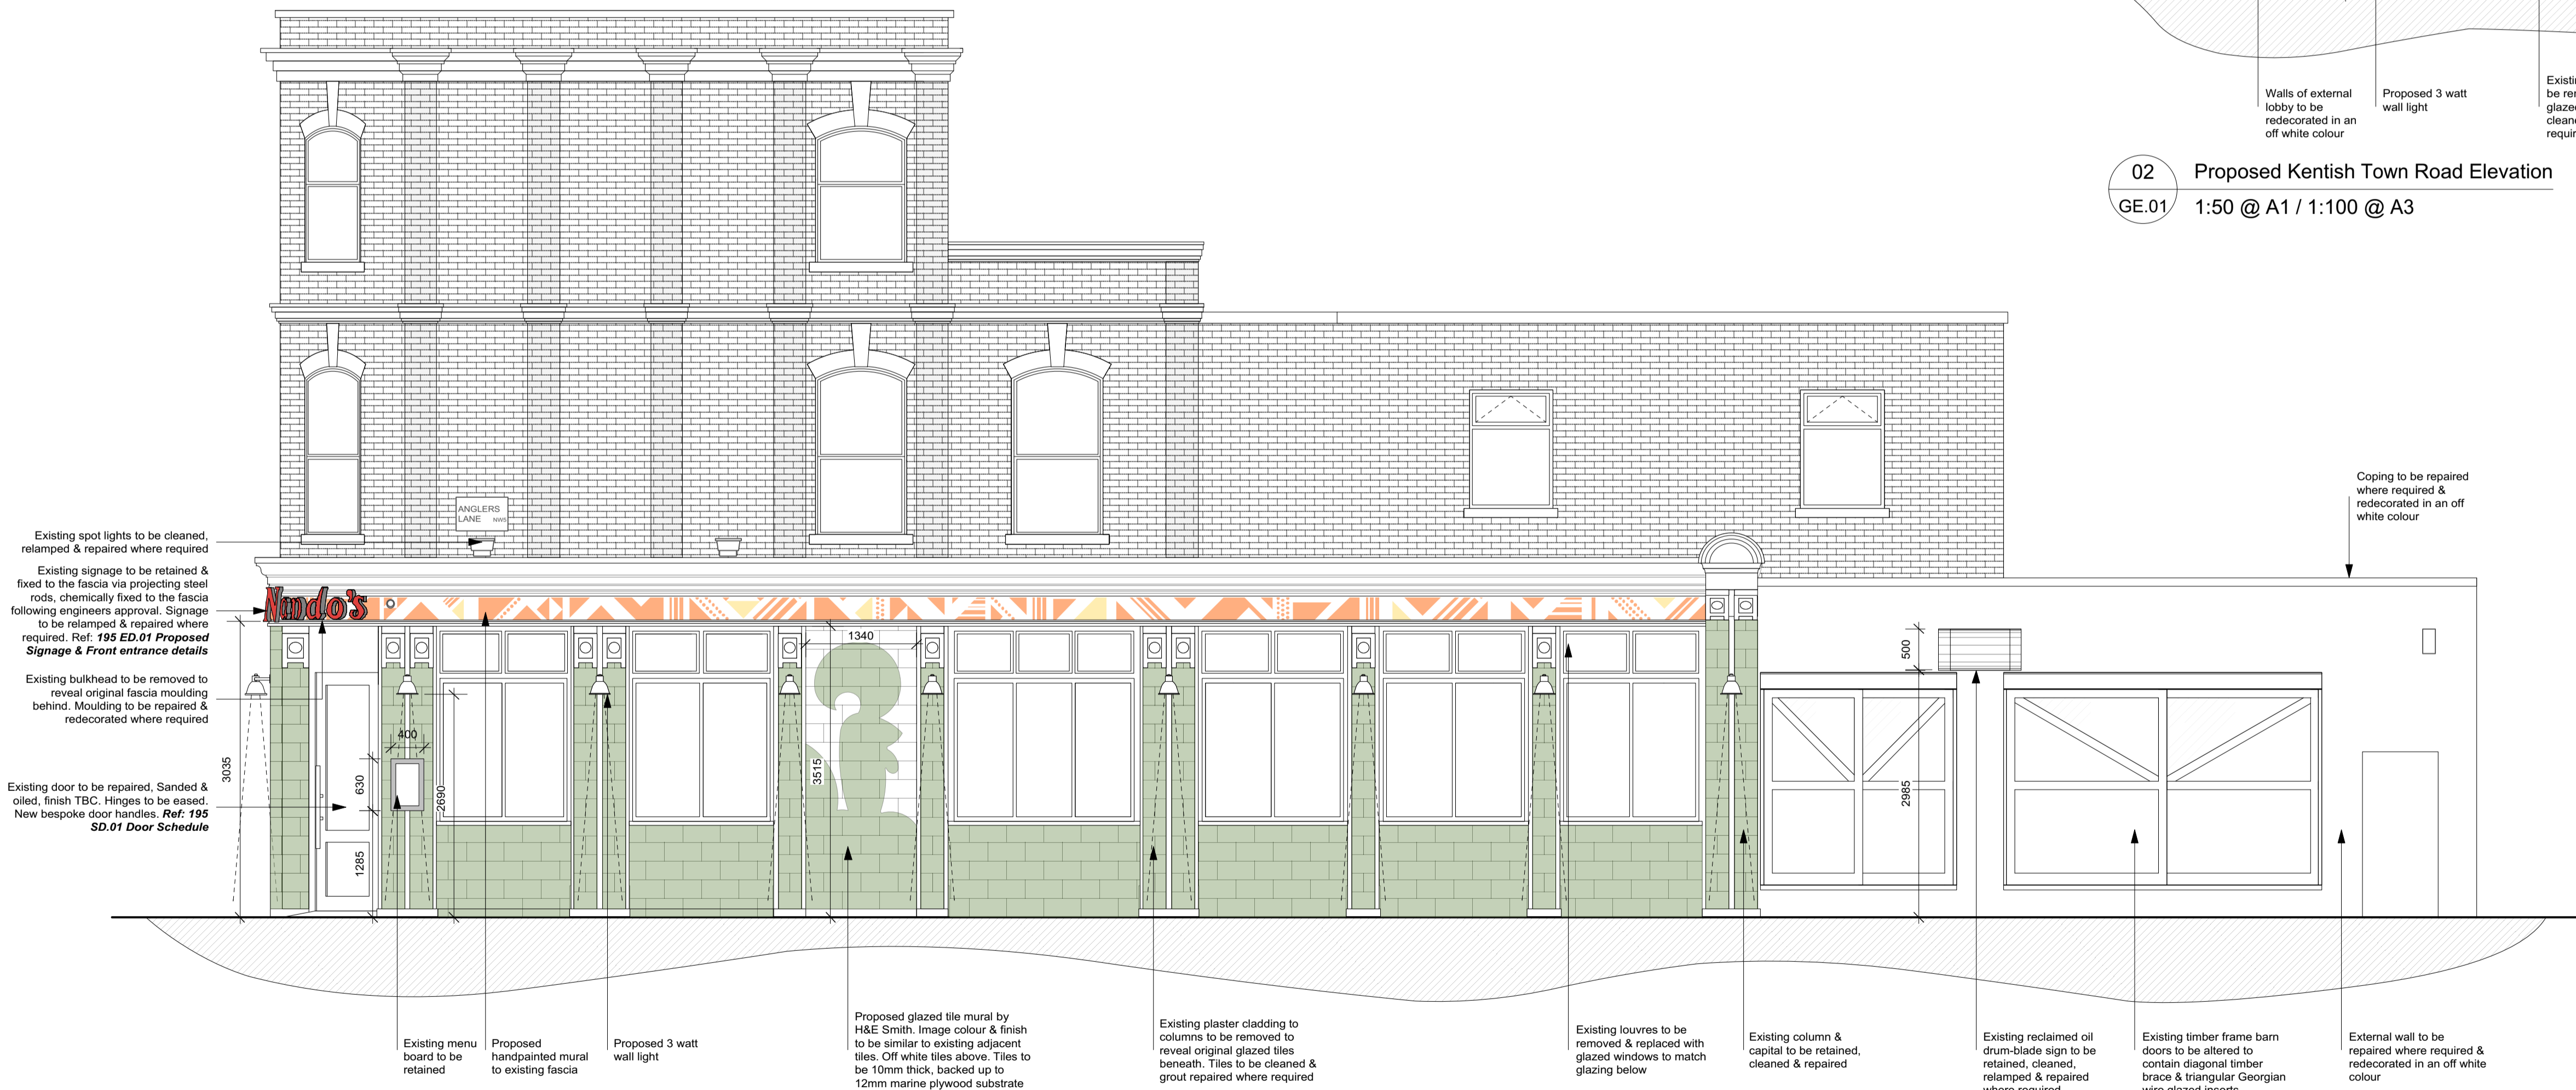 Walls of external
lobby to be
redecorated in an
off white colour
Proposed 3 watt
wall light
02
GE.01
Proposed Kentish Town Road Elevation
1:50 @ A1 / 1:100 @ A3
ANGLERS
LANE NW5
Existing spot lights to be cleaned,
relamped & repaired where required
Existing signage to be retained &
fixed to the fascia via projecting steel
rods, chemically fixed to the fascia
following engineers approval. Signage
to be relamped & repaired where
required. Ref: 195 ED.01 Proposed
Signage & Front entrance details
Existing bulkhead to be removed to
reveal original fascia moulding
behind. Moulding to be repaired &
redecorated where required
Existing door to be repaired, Sanded &
oiled, finish TBC. Hinges to be eased.
New bespoke door handles. Ref: 195
SD.01 Door Schedule
Nando's
Coping to be repaired
where required &
redecorated in an off
white colour
3035
400
630
1285
2690
1340
3515
500
2985
Existing menu
board to be
retained
Proposed
handpainted mural
to existing fascia
Proposed 3 watt
wall light
Proposed glazed tile mural by
H&E Smith. Image colour & finish
to be similar to existing adjacent
tiles. Off white tiles above. Tiles to
be 10mm thick, backed up to
12mm marine plywood substrate
Existing plaster cladding to
columns to be removed to
reveal original glazed tiles
beneath. Tiles to be cleaned &
grout repaired where required
Existing louvres to be
removed & replaced with
glazed windows to match
glazing below
Existing column &
capital to be retained,
cleaned & repaired
Existing reclaimed oil
drum-blade sign to be
retained, cleaned,
relamped & repaired
where required
Existing timber frame barn
doors to be altered to
contain diagonal timber
brace & triangular Georgian
wire glazed inserts
External wall to be
repaired where required &
redecorated in an off white
colour